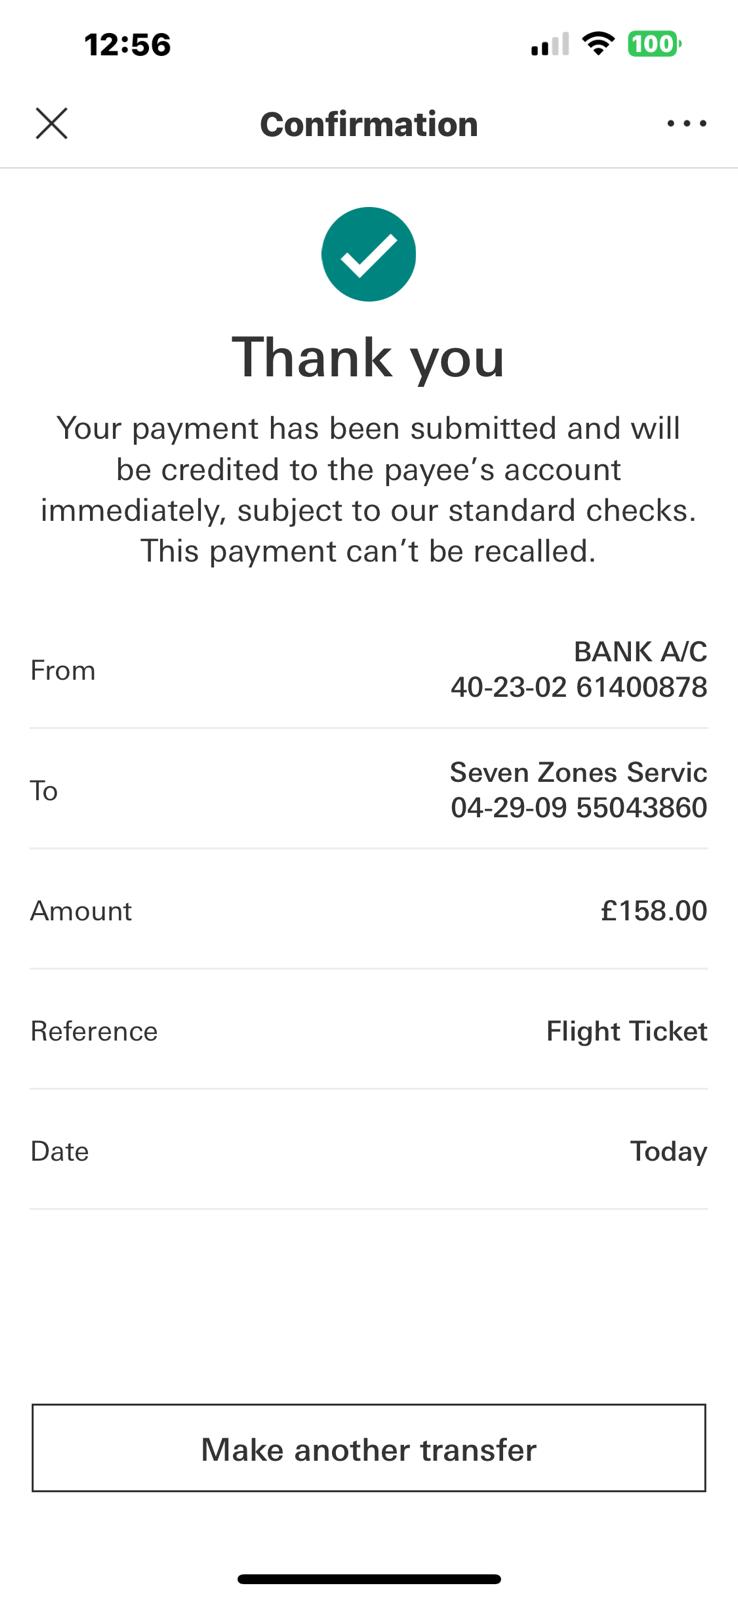 12:56
100
Confirmation
Thank you
Your payment has been submitted and will
be credited to the payee’s account
immediately, subject to our standard checks.
This payment can’t be recalled.
From
BANK A/C
40-23-02 61400878
To
Seven Zones Servic
04-29-09 55043860
Amount
£158.00
Reference
Flight Ticket
Date
Today
Make another transfer